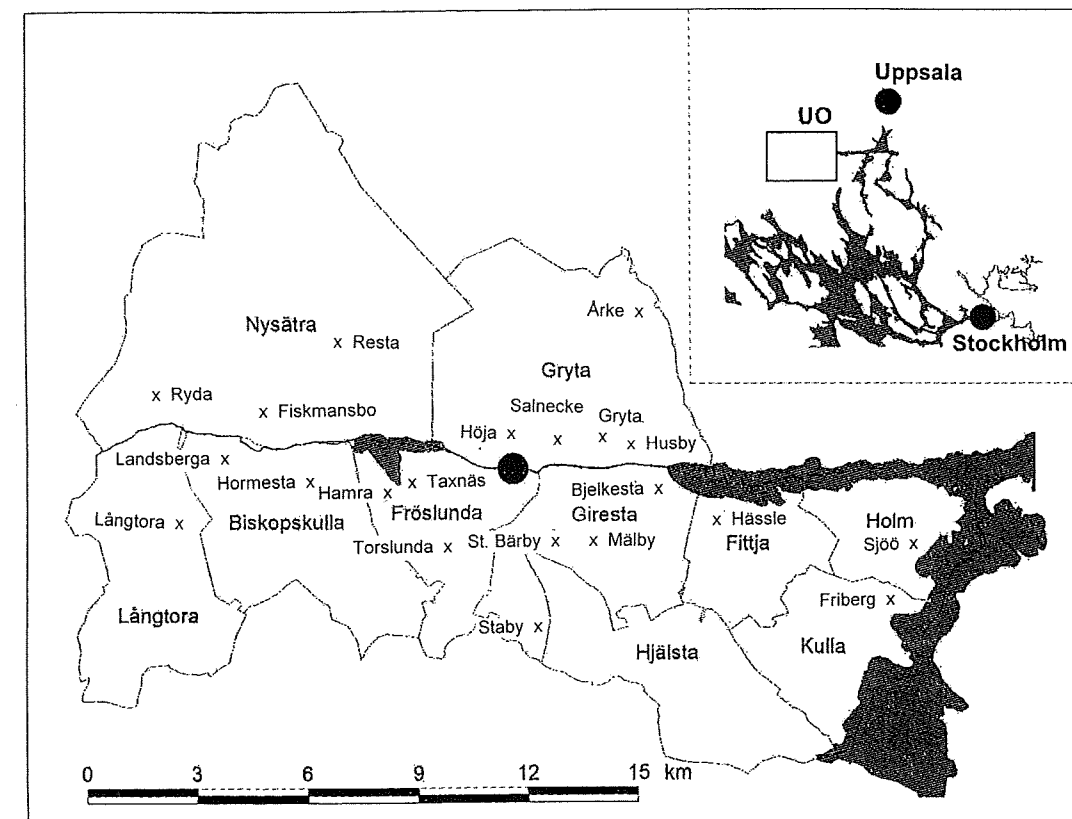 Uppsala
UO
Stockholm
Årke
Nysätra
Resta
Gryta
Ryda
Fiskmansbo
Salnecke
Gryta
Höja
Husby
Landsberga
Hormesta
Hamra
Taxnäs
Bjelkesta
Långtora
Biskopskulla
Fröslunda
Giresta
Hässle
Holm
Torslunda
St. Bärby
Mälby
Fittja
Sjöö
Friberg
Långtora
Staby
Hjälsta
Kulla
0 3 6 9 12 15 km